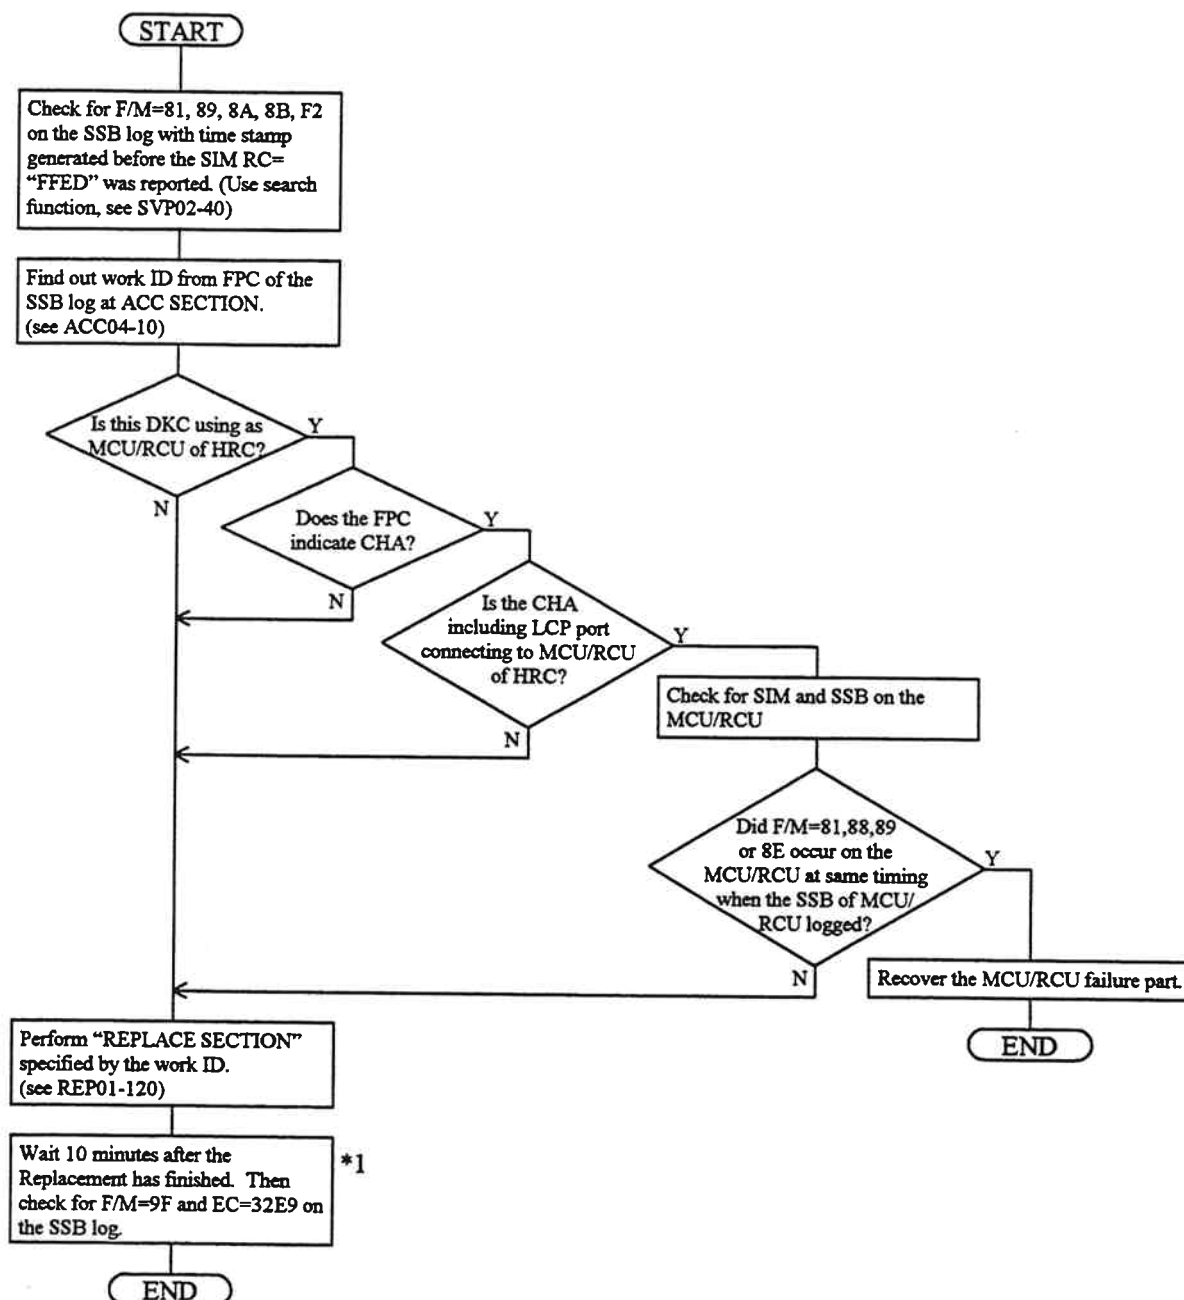 START
Check for F/M=81, 89, 8A, 8B, F2
on the SSB log with time stamp
generated before the SIM RC=
“FFED” was reported. (Use search
function, see SVP02-40)
Find out work ID from FPC of the
SSB log at ACC SECTION.
(see ACC04-10)
Is this DKC using as
MCU/RCU of HRC?
Y
N
Does the FPC
indicate CHA?
Y
N
Is the CHA
including LCP port
connecting to MCU/RCU
of HRC?
Y
N
Check for SIM and SSB on the
MCU/RCU
Did F/M=81,88,89
or 8E occur on the
MCU/RCU at same timing
when the SSB of MCU/
RCU logged?
Y
N
Recover the MCU/RCU failure part.
END
Perform “REPLACE SECTION”
specified by the work ID.
(see REP01-120)
Wait 10 minutes after the
Replacement has finished. Then
check for F/M=9F and EC=32E9 on
the SSB log.
*1
END